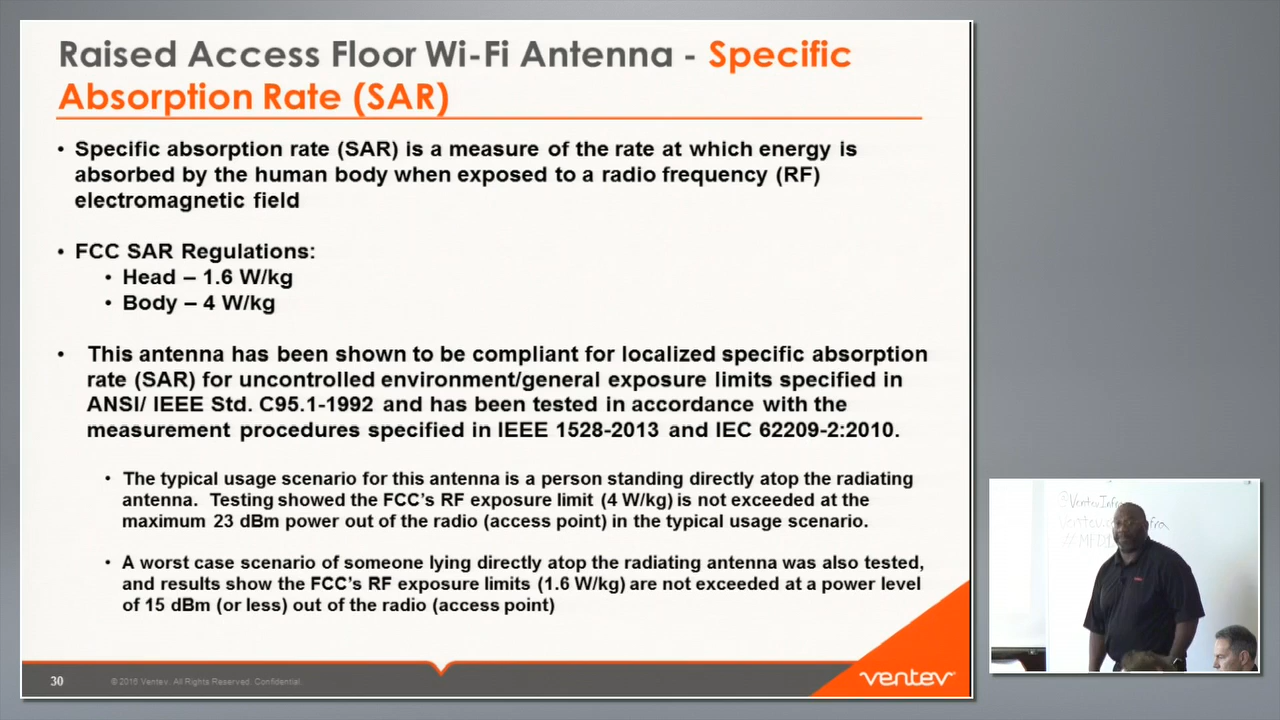 Raised Access Floor Wi-Fi Antenna - Specific
Absorption Rate (SAR)
• Specific absorption rate (SAR) is a measure of the rate at which energy is
absorbed by the human body when exposed to a radio frequency (RF)
electromagnetic field
• FCC SAR Regulations:
• Head – 1.6 W/kg
• Body – 4 W/kg
• This antenna has been shown to be compliant for localized specific absorption
rate (SAR) for uncontrolled environment/general exposure limits specified in
ANSI/ IEEE Std. C95.1-1992 and has been tested in accordance with the
measurement procedures specified in IEEE 1528-2013 and IEC 62209-2:2010.
• The typical usage scenario for this antenna is a person standing directly atop the radiating
antenna. Testing showed the FCC's RF exposure limit (4 W/kg) is not exceeded at the
maximum 23 dBm power out of the radio (access point) in the typical usage scenario.
• A worst case scenario of someone lying directly atop the radiating antenna was also tested,
and results show the FCC's RF exposure limits (1.6 W/kg) are not exceeded at a power level
of 15 dBm (or less) out of the radio (access point)
30
© 2016 Ventev. All Rights Reserved. Confidential.
ventev
@VentevInfra